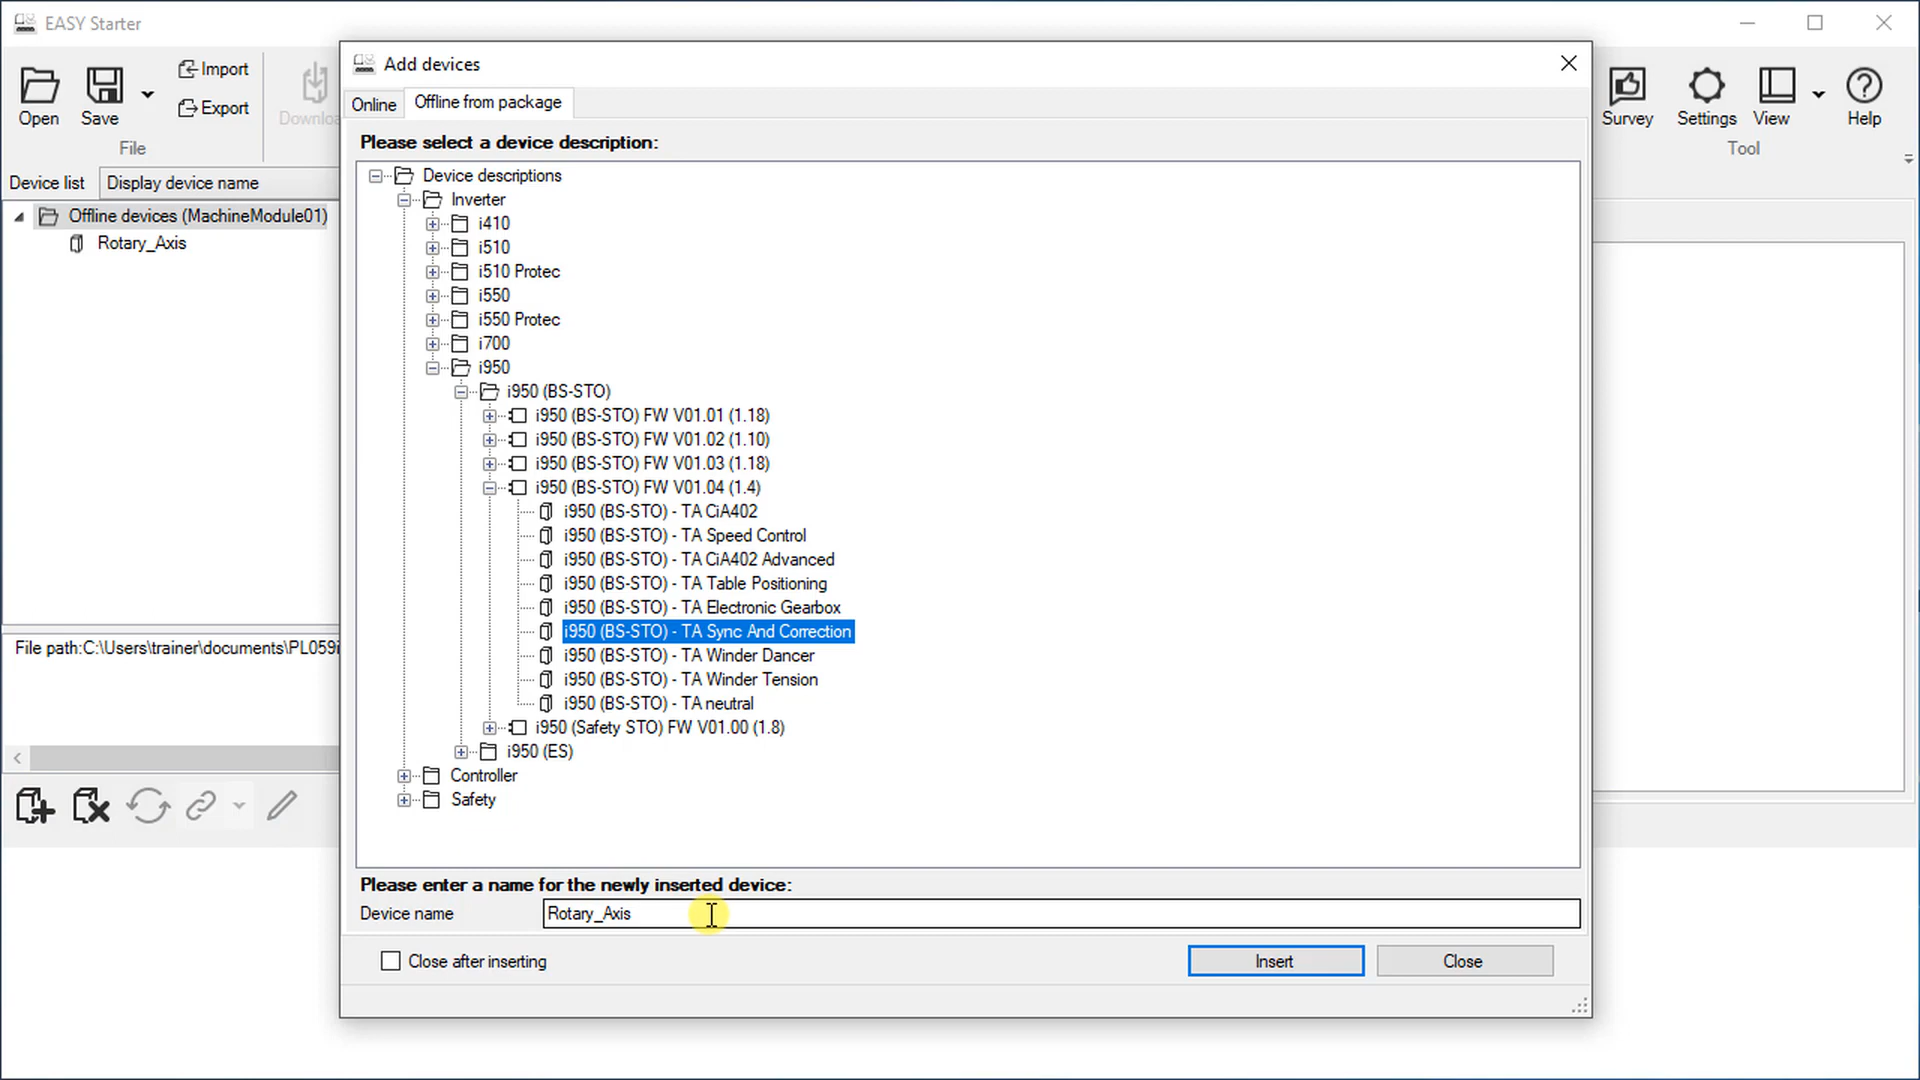 EASY Starter
Open
Save
Import
Export
File
Downloa
Survey
Settings
View
Help
Tool
Device list
Display device name
Offline devices (MachineModule01)
Rotary_Axis
File path:C:\Users\trainer\documents\PL059i
Add devices
Online
Offline from package
Please select a device description:
Device descriptions
Inverter
i410
i510
i510 Protec
i550
i550 Protec
i700
i950
i950 (BS-STO)
i950 (BS-STO) FW V01.01 (1.18)
i950 (BS-STO) FW V01.02 (1.10)
i950 (BS-STO) FW V01.03 (1.18)
i950 (BS-STO) FW V01.04 (1.4)
i950 (BS-STO) - TA CiA402
i950 (BS-STO) - TA Speed Control
i950 (BS-STO) - TA CiA402 Advanced
i950 (BS-STO) - TA Table Positioning
i950 (BS-STO) - TA Electronic Gearbox
i950 (BS-STO) - TA Sync And Correction
i950 (BS-STO) - TA Winder Dancer
i950 (BS-STO) - TA Winder Tension
i950 (BS-STO) - TA neutral
i950 (Safety STO) FW V01.00 (1.8)
i950 (ES)
Controller
Safety
Please enter a name for the newly inserted device:
Device name
Rotary_Axis
Close after inserting
Insert
Close